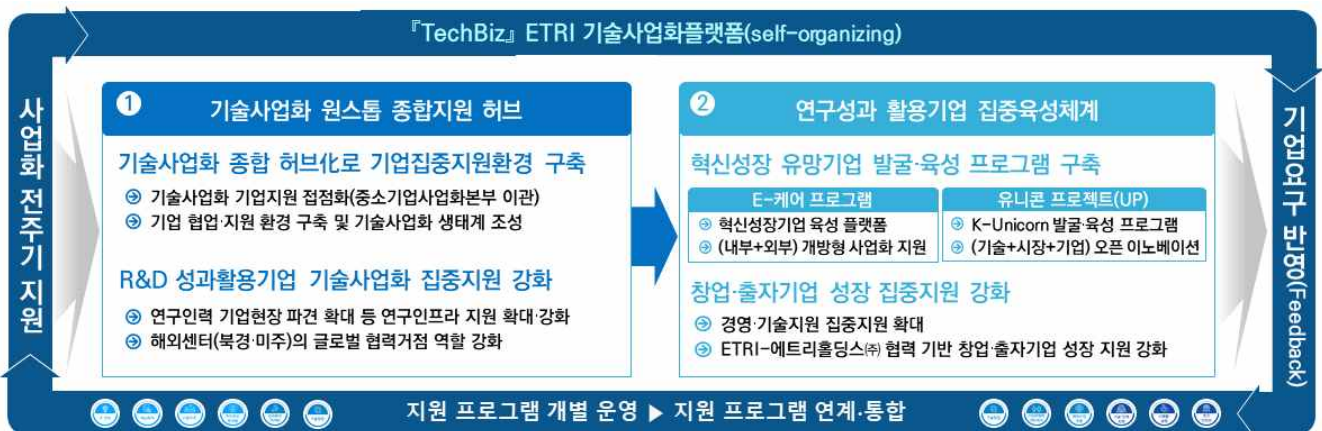 『TechBiz』 ETRI 기술사업화플랫폼(self-organizing)
사업화 전주기 지원
❶ 기술사업화 원스톱 종합지원 허브
기술사업화 종합 허브化로 기업집중지원환경 구축
기술사업화 기업지원 접점화(중소기업사업화본부 이관)
기업 협업·지원 환경 구축 및 기술사업화 생태계 조성
R&D 성과활용기업 기술사업화 집중지원 강화
연구인력 기업현장 파견 확대 등 연구인프라 지원 확대·강화
해외센터(북경·미주)의 글로벌 협력거점 역할 강화
❷ 연구성과 활용기업 집중육성체계
혁신성장 유망기업 발굴·육성 프로그램 구축
E-케어 프로그램
혁신성장기업 육성 플랫폼
(내부+외부) 개방형 사업화 지원
유니콘 프로젝트(UP)
K-Unicorn 발굴·육성 프로그램
(기술+시장+기업) 오픈 이노베이션
창업·출자기업 성장 집중지원 강화
경영·기술지원 집중지원 확대
ETRI-에트리홀딩스㈜ 협력 기반 창업·출자기업 성장 지원 강화
기업여구 반영(Feedback)
지원 프로그램 개별 운영 ▶ 지원 프로그램 연계·통합